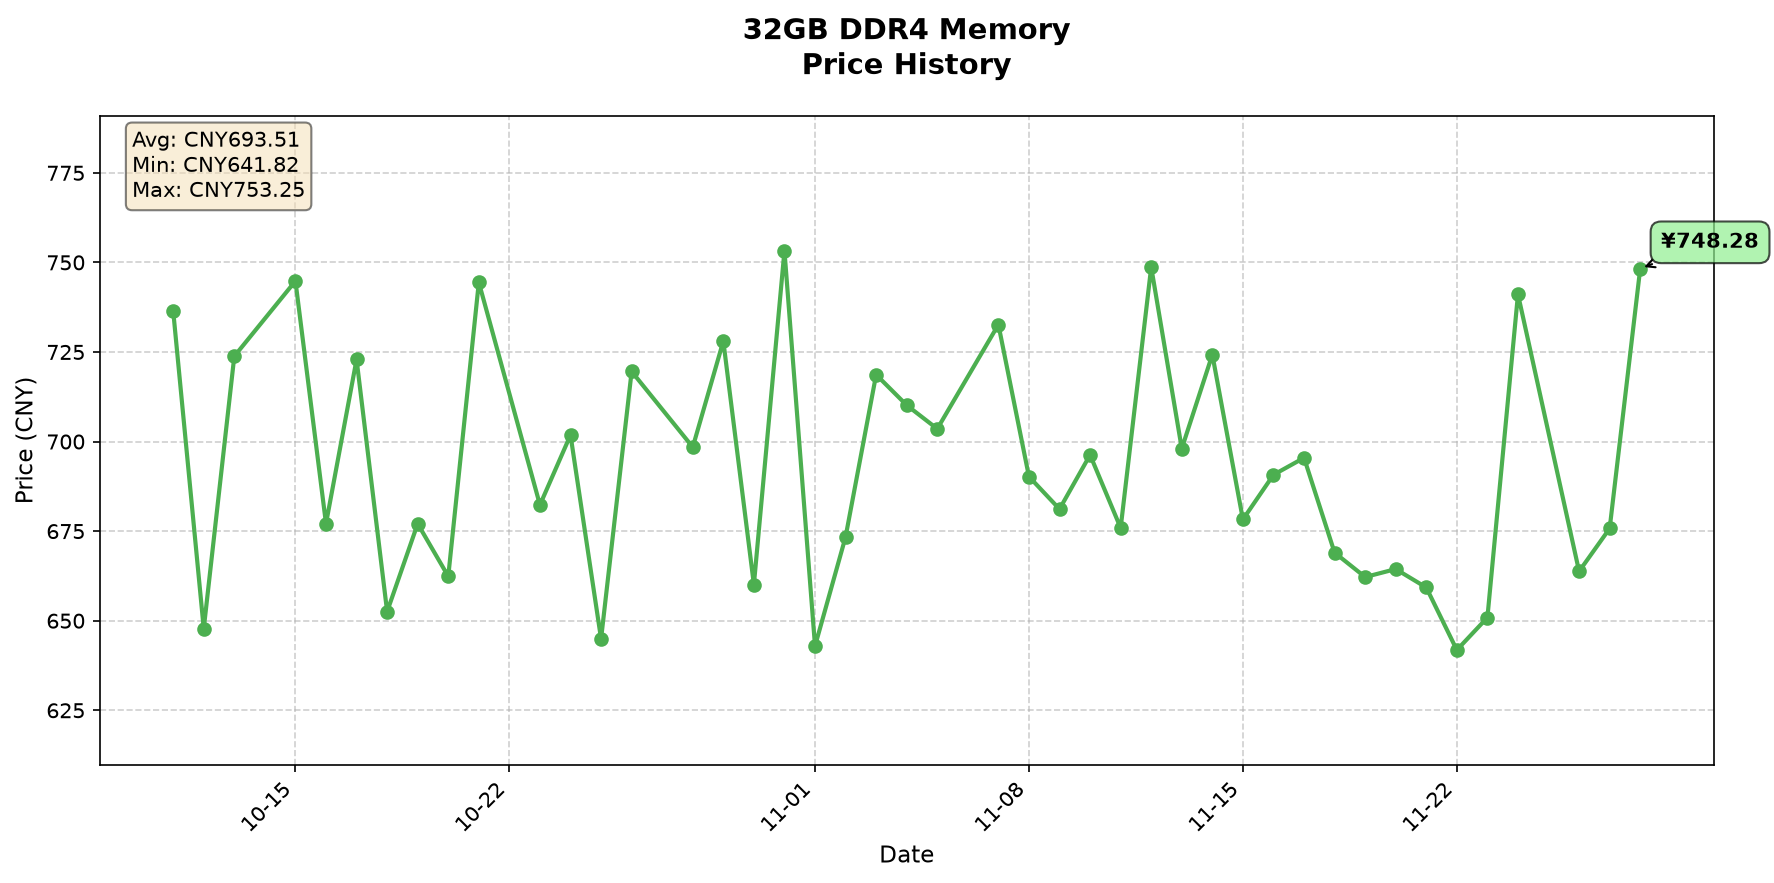 32GB DDR4 Memory
Price History
Avg: CNY693.51
Min: CNY641.82
Max: CNY753.25
¥748.28
Price (CNY)
775
750
725
700
675
650
625
10-15
10-22
11-01
11-08
11-15
11-22
Date